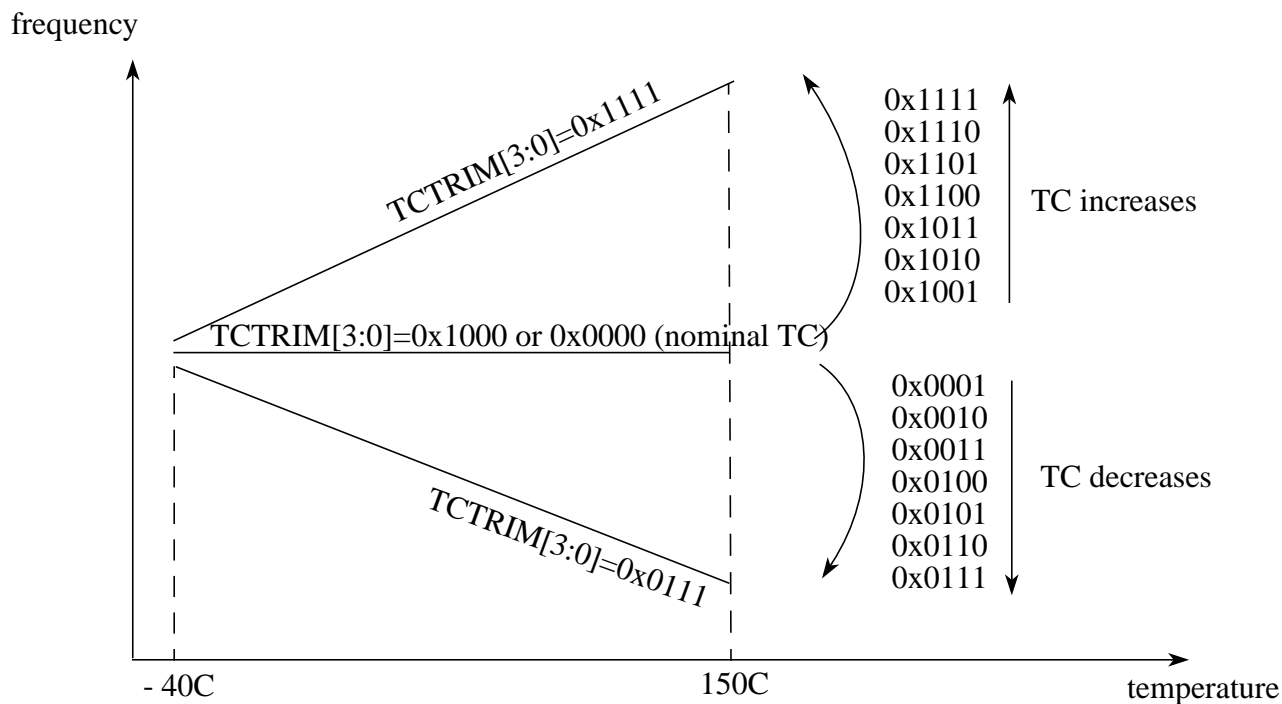 frequency
TCTRIM[3:0]=0x1111
0x1111
0x1110
0x1101
0x1100
0x1011
0x1010
0x1001
TC increases
TCTRIM[3:0]=0x1000 or 0x0000 (nominal TC)
0x0001
0x0010
0x0011
0x0100
0x0101
0x0110
0x0111
TC decreases
TCTRIM[3:0]=0x0111
- 40C
150C
temperature